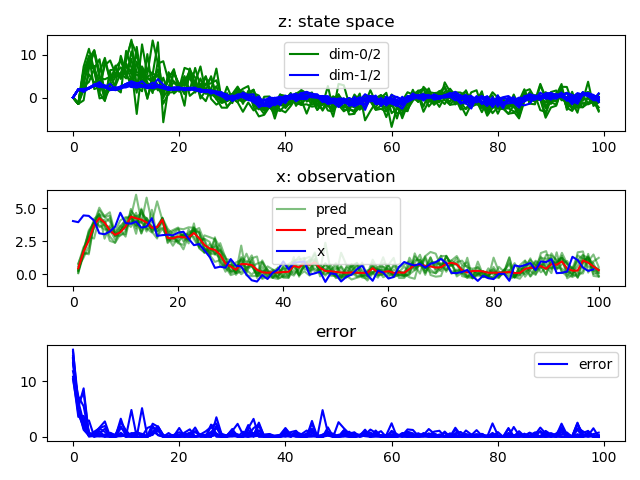 z: state space
10
0
dim-0/2
dim-1/2
0 20 40 60 80 100
x: observation
5.0
2.5
0.0
pred
pred_mean
x
0 20 40 60 80 100
error
10
0
error
0 20 40 60 80 100